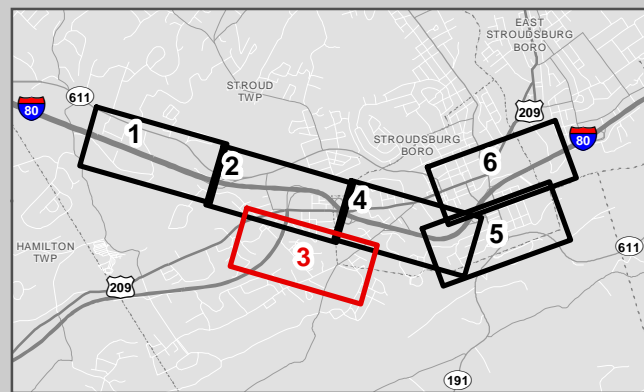 EAST
STROUDSBURG
BORO
611
80
STROUD
TWP
209
1
80
STROUDSBURG
BORO
2
6
4
5
HAMILTON
TWP
3
611
209
191